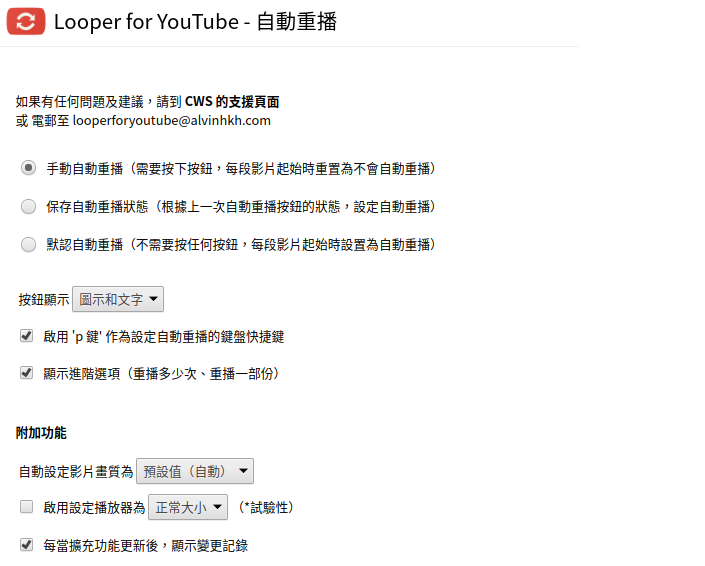 Looper for YouTube - 自動重播
如果有任何問題及建議，請到 CWS 的支援頁面
或 電郵至 looperforyoutube@alvinhkh.com
手動自動重播（需要按下按鈕，每段影片起始時重置為不會自動重播）
保存自動重播狀態（根據上一次自動重播按鈕的狀態，設定自動重播）
默認自動重播（不需要按任何按鈕，每段影片起始時設置為自動重播）
按鈕顯示 圖示和文字
啟用 'p 鍵' 作為設定自動重播的鍵盤快捷鍵
顯示進階選項（重播多少次、重播一部份）
附加功能
自動設定影片畫質為 預設值（自動）
啟用設定播放器為 正常大小 （*試驗性）
每當擴充功能更新後，顯示變更記錄